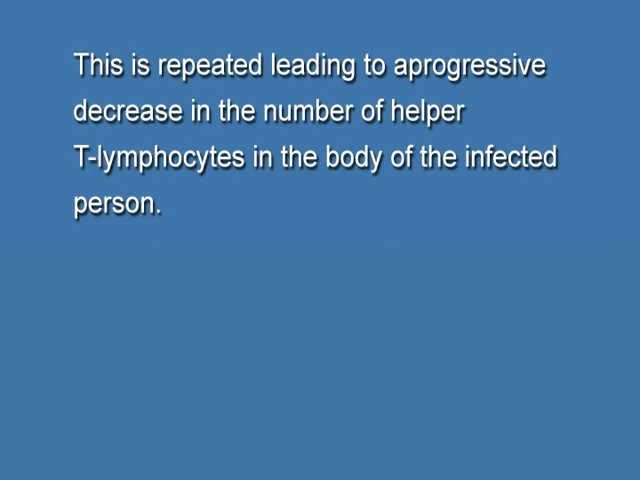 This is repeated leading to aprogressive
decrease in the number of helper
T-lymphocytes in the body of the infected
person.